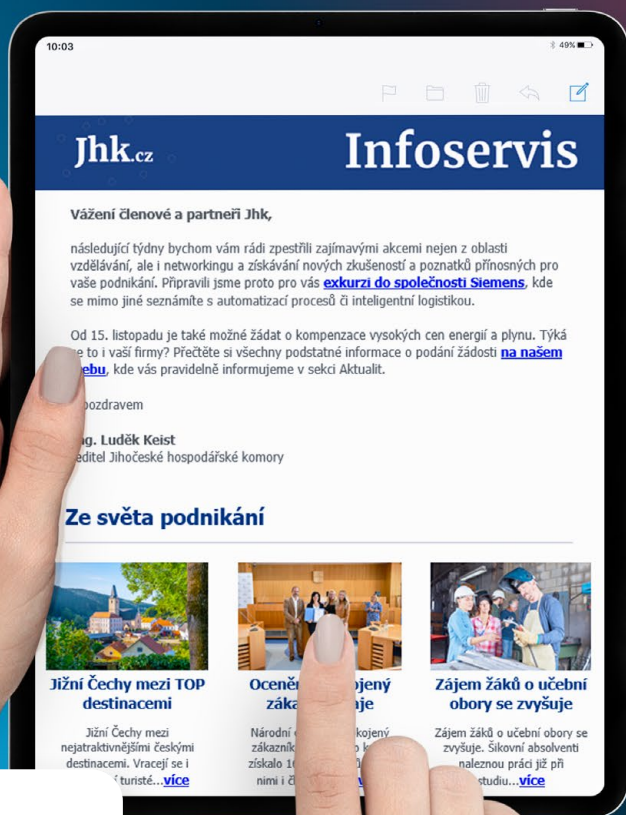 10:03
49%
Jhk.cz
Infoservis
Vážení členové a partneři Jhk,
následující týdny bychom vám rádi zpestřili zajímavými akcemi nejen z oblasti
vzdělávání, ale i networkingu a získávání nových zkušeností a poznatků přínosných pro
vaše podnikání. Připravili jsme proto pro vás exkurzi do společnosti Siemens, kde
se mimo jiné seznámíte s automatizací procesů či inteligentní logistikou.
Od 15. listopadu je také možné žádat o kompenzace vysokých cen energií a plynu. Týká
to i vaší firmy? Přečtěte si všechny podstatné informace o podání žádosti na našem
kde vás pravidelně informujeme v sekci Aktualit.
pozdravem
Luděk Keist
Jihočeské hospodářské komory
Ze světa podnikání
Jižní Čechy mezi TOP
destinacemi
Jižní Čechy mezi
nejatraktivnějšími českými
destinacemi. Vracejí se i
turisté...více
Národní
zákazník
získalo
nimi i
Zájem žáků o učební
obory se zvyšuje
Zájem žáků o učební obory se
zvyšuje. Šikovní absolventi
naleznou práci již při
studiu...více